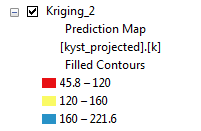 Kriging_2
Prediction Map
[kyst_projected].[k]
Filled Contours
45.8 – 120
120 – 160
160 – 221.6